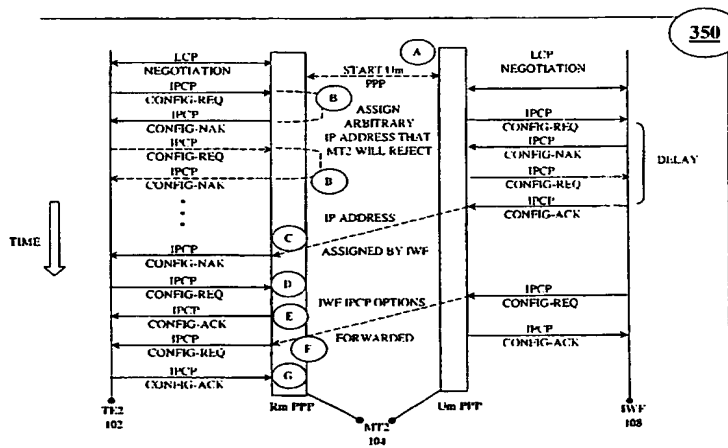 350
A
LCP
NEGOTIATION
START Um
PPP
LCP
NEGOTIATION
IPCP
CONFIG-REQ
B
ASSIGN
ARBITRARY
IP ADDRESS THAT
MT2 WILL REJECT
IPCP
CONFIG-NAK
IPCP
CONFIG-REQ
IPCP
CONFIG-NAK
B
IPCP
CONFIG-REQ
IPCP
CONFIG-NAK
IPCP
CONFIG-REQ
IPCP
CONFIG-ACK
DELAY
TIME
IP ADDRESS
ASSIGNED BY IWF
C
IPCP
CONFIG-NAK
D
IPCP
CONFIG-REQ
E
IPCP
CONFIG-ACK
IWF IPCP OPTIONS
FORWARDED
F
IPCP
CONFIG-REQ
G
IPCP
CONFIG-ACK
IPCP
CONFIG-REQ
IPCP
CONFIG-ACK
TE2
102
Rm PPP
MT2
104
Um PPP
IWF
108